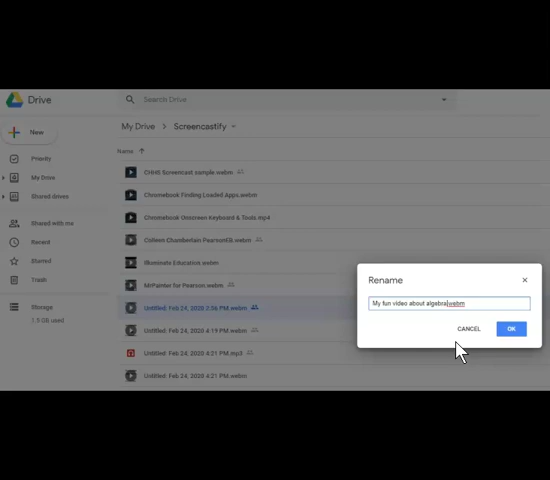 Drive
Search Drive
New
My Drive
Screencastify
Name
Priority
My Drive
Shared drives
Shared with me
Recent
Starred
Trash
Storage
1.5 GB used
CHHS Screencast sample.webm
Chromebook Finding Loaded Apps.webm
Chromebook Onscreen Keyboard & Tools.mp4
Colleen Chamberlain PearsonEll.webm
Illuminate Education.webm
MrPainter for Pearson.webm
Untitled: Feb 24, 2020 2:56 PM.webm
Untitled: Feb 24, 2020 4:19 PM.webm
Untitled: Feb 24, 2020 4:21 PM.mp3
Untitled: Feb 24, 2020 4:21 PM.webm
Rename
My fun video about algebra.webm
CANCEL
OK